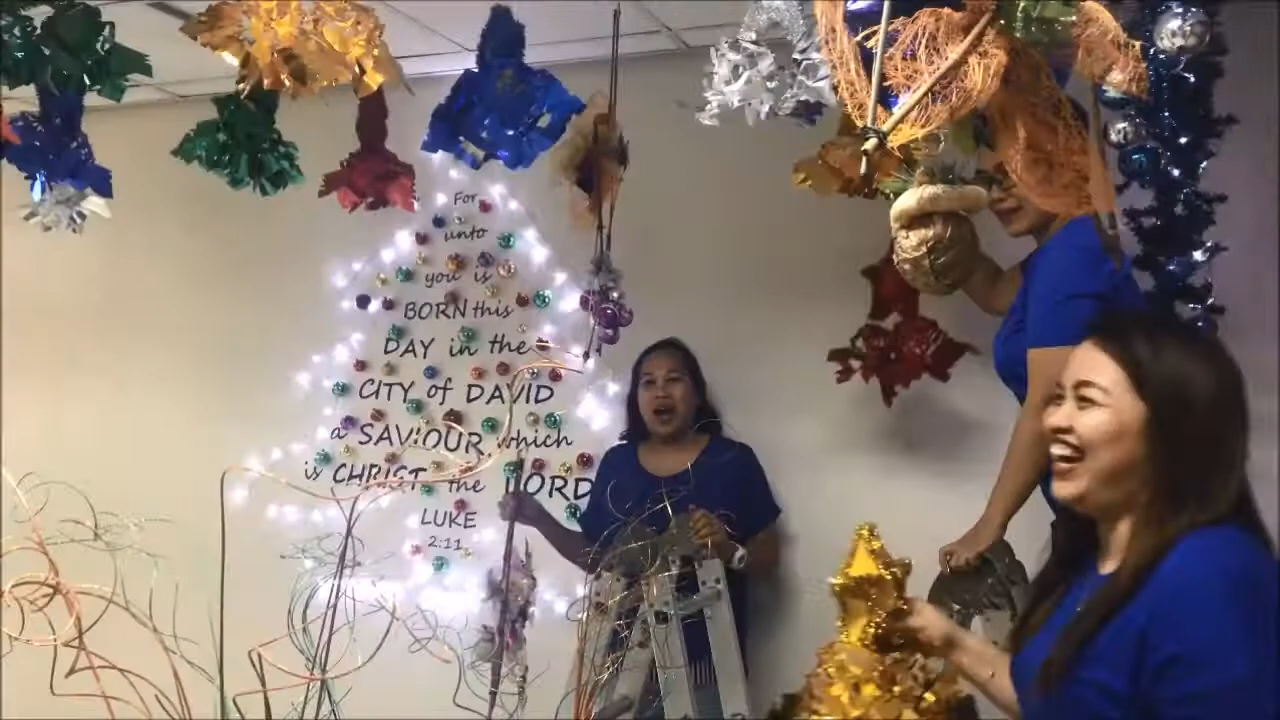 For
unto
you is
BORN this
DAY in the
CITY of DAVID
a SAVIOUR which
is CHRIST the LORD
LUKE
2:11